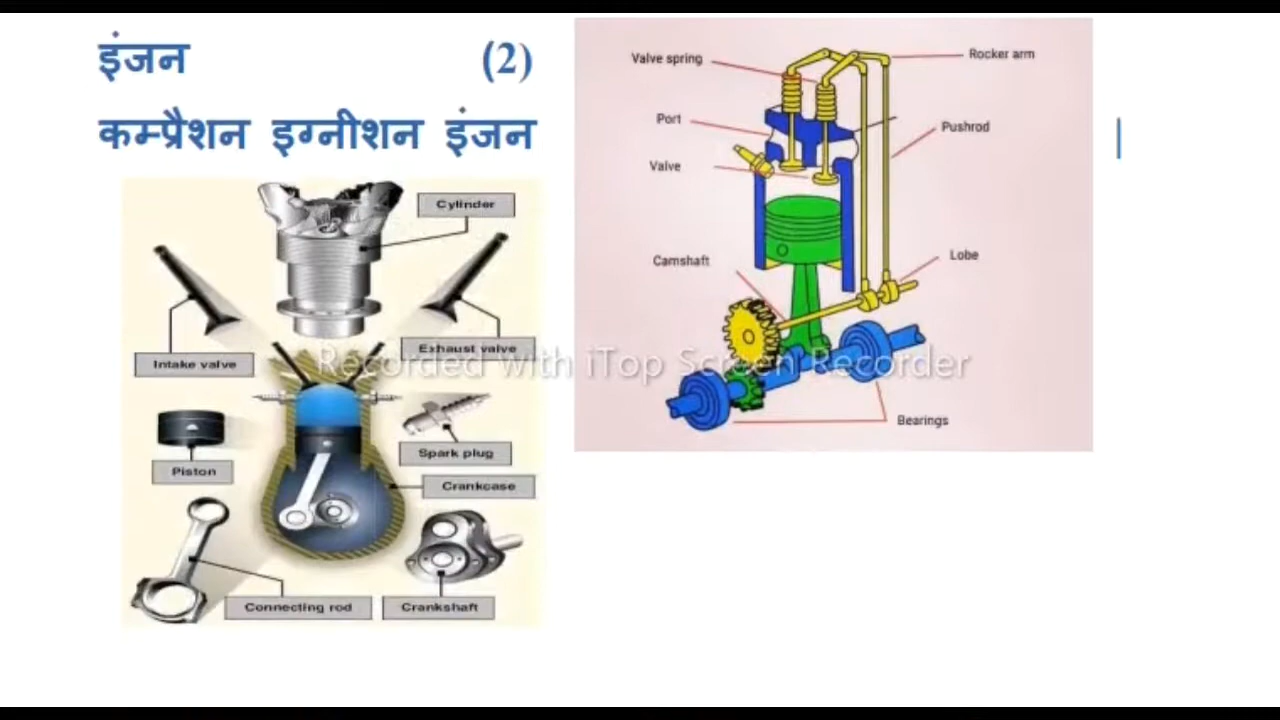 इंजन (2)
कम्प्रैशन इग्नीशन इंजन |
Cylinder
Intake valve
Exhaust valve
Piston
Spark plug
Crankcase
Connecting rod
Crankshaft
Valve spring
Rocker arm
Port
Pushrod
Valve
Camshaft
Lobe
Bearings
Recorded with iTop Screen Recorder